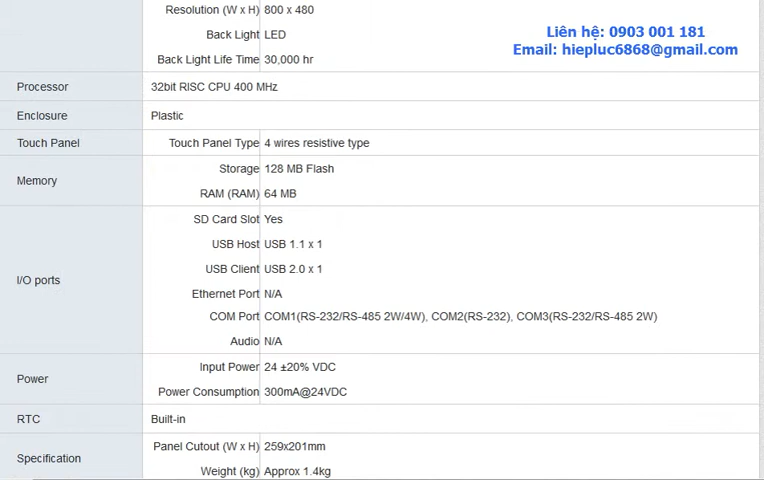 Resolution (W x H) 800 x 480
Liên hệ: 0903 001 181
Back Light LED
Email: hiepluc6868@gmail.com
Back Light Life Time 30,000 hr
Processor 32bit RISC CPU 400 MHz
Enclosure Plastic
Touch Panel Touch Panel Type 4 wires resistive type
Memory
Storage 128 MB Flash
RAM (RAM) 64 MB
I/O ports
SD Card Slot Yes
USB Host USB 1.1 x 1
USB Client USB 2.0 x 1
Ethernet Port N/A
COM Port COM1(RS-232/RS-485 2W/4W), COM2(RS-232), COM3(RS-232/RS-485 2W)
Audio N/A
Power
Input Power 24 ±20% VDC
Power Consumption 300mA@24VDC
RTC Built-in
Specification
Panel Cutout (W x H) 259x201mm
Weight (kg) Approx 1.4kg